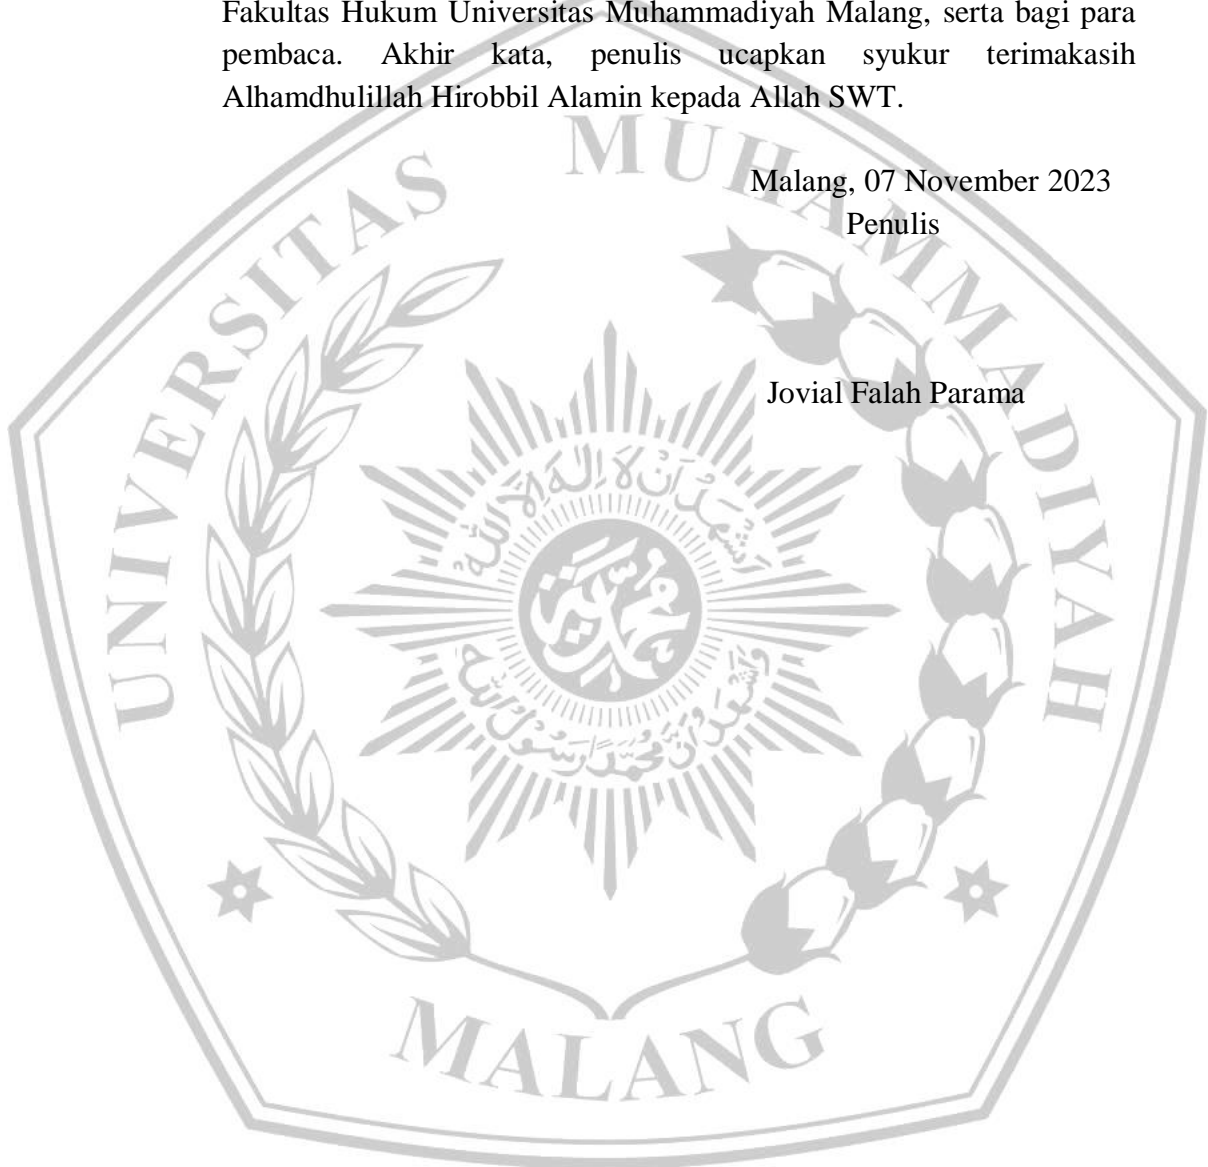 Fakultas Hukum Universitas Muhammadiyah Malang, serta bagi para
pembaca. Akhir kata, penulis ucapkan syukur terimakasih
Alhamdhulillah Hirobbil Alamin kepada Allah SWT.
Malang, 07 November 2023
Penulis
Jovial Falah Parama
UNIVERSITAS MUHAMMADIYAH
MALANG